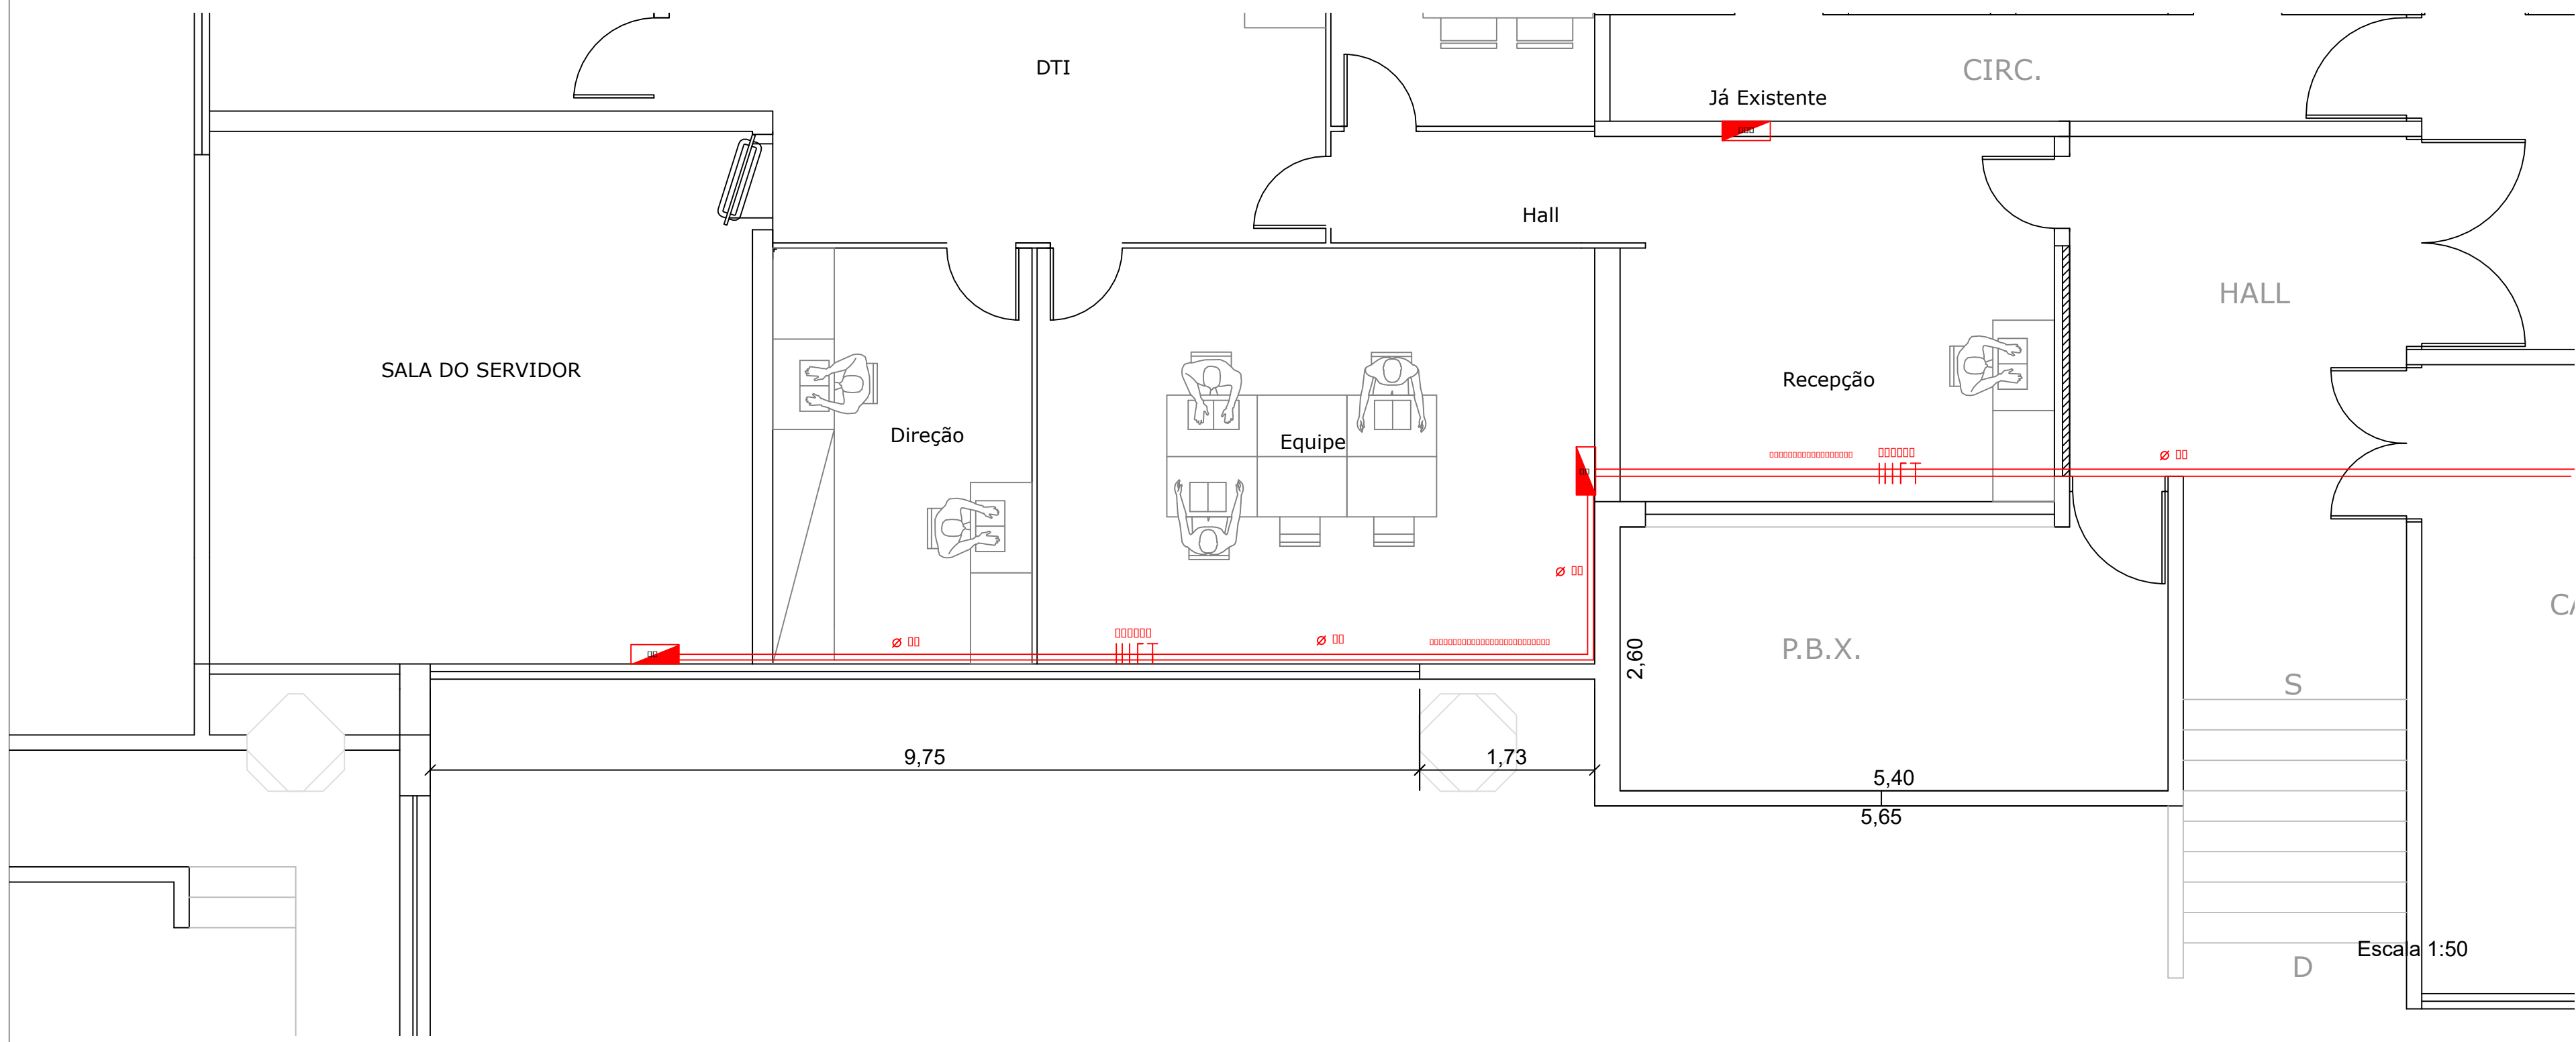 DTI
CIRC.
Já Existente
Hall
HALL
SALA DO SERVIDOR
Recepção
Direção
Equipe
Ø
Ø
Ø
Ø
2,60
P.B.X.
S
9,75
1,73
5,40
5,65
Escala 1:50
D